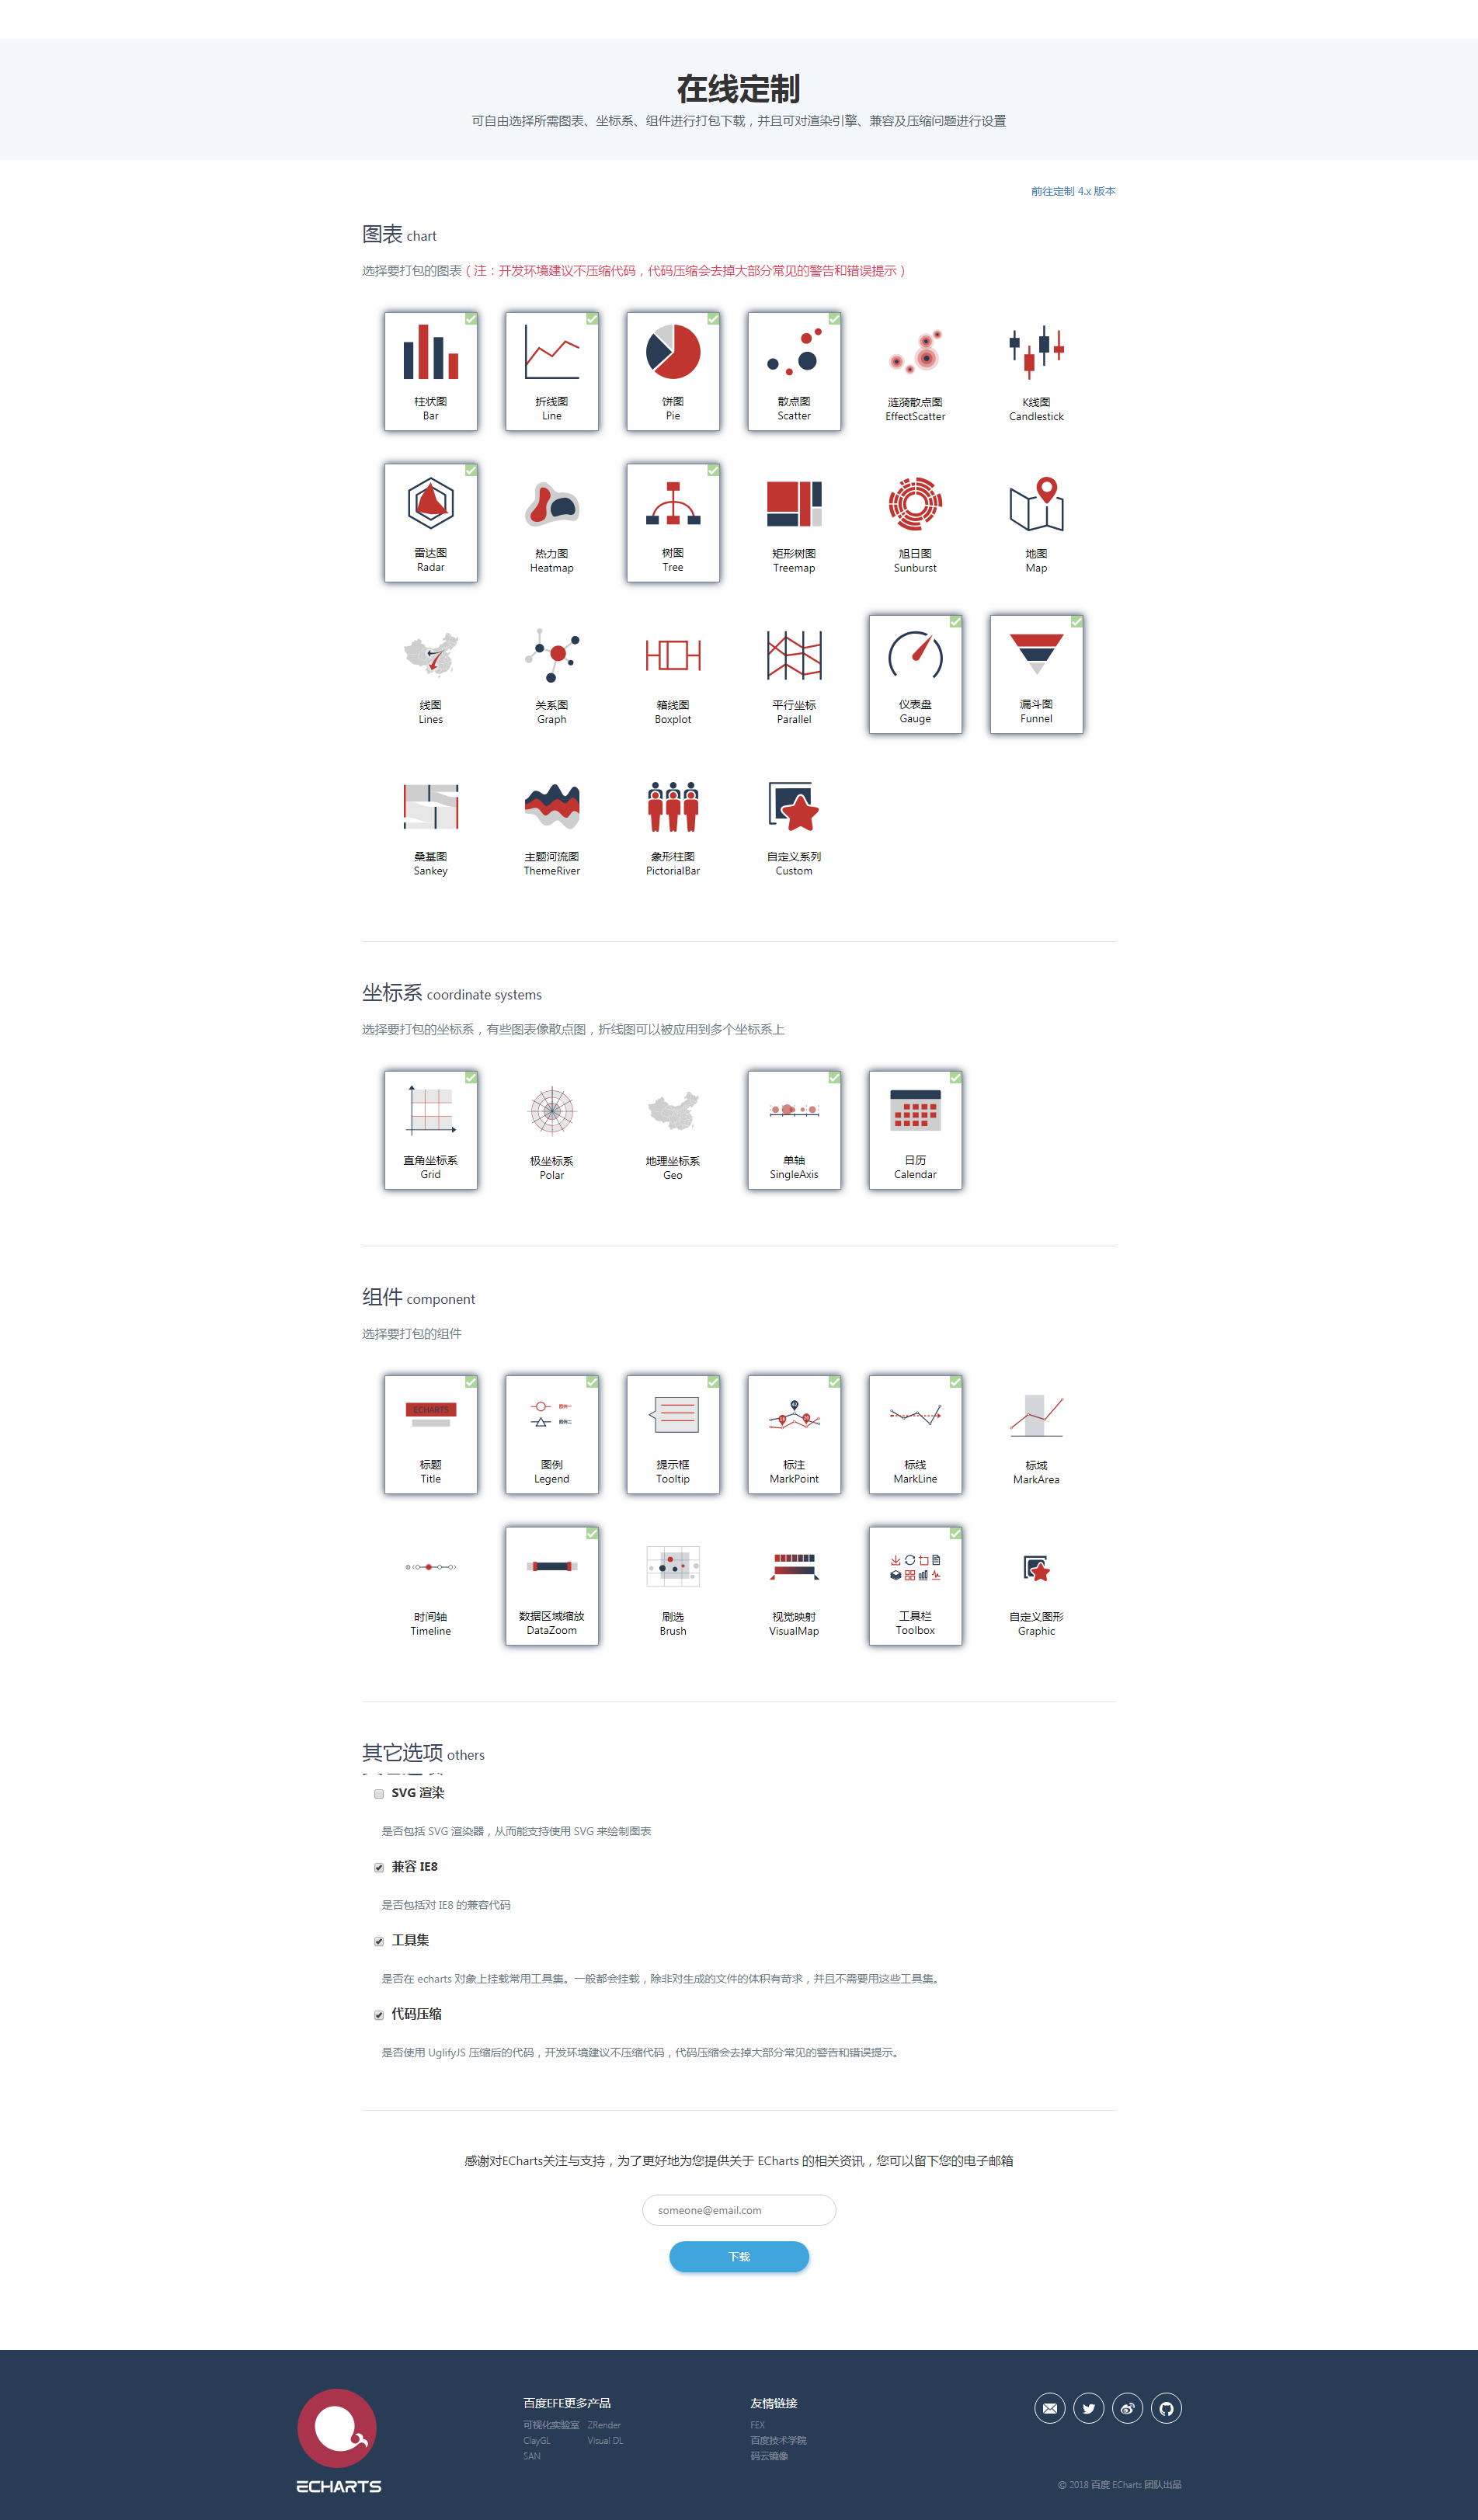 在线定制
可自由选择所需图表、坐标系、组件进行打包下载，并且可对渲染引擎、兼容及压缩问题进行设置
前往定制 4.x 版本
图表 chart
选择要打包的图表（注：开发环境建议不压缩代码，代码压缩会去掉大部分常见的警告和错误提示）
柱状图 折线图 饼图 散点图 涟漪散点图 K线图
Bar Line Pie Scatter EffectScatter Candlestick
雷达图 热力图 树图 矩形树图 旭日图 地图
Radar Heatmap Tree Treemap Sunburst Map
线图 关系图 箱线图 平行坐标 仪表盘 漏斗图
Lines Graph Boxplot Parallel Gauge Funnel
桑基图 主题河流图 象形柱图 自定义系列
Sankey ThemeRiver PictorialBar Custom
坐标系 coordinate systems
选择要打包的坐标系，有些图表像散点图，折线图可以被应用到多个坐标系上
直角坐标系 极坐标系 地理坐标系 单轴 日历
Grid Polar Geo SingleAxis Calendar
组件 component
选择要打包的组件
ECHARTS
标题 图例 提示框 标注 标线 标域
Title Legend Tooltip MarkPoint MarkLine MarkArea
时间轴 数据区域缩放 刷选 视觉映射 工具栏 自定义图形
Timeline DataZoom Brush VisualMap Toolbox Graphic
其它选项 others
SVG 渲染
是否包括 SVG 渲染器，从而能支持使用 SVG 来绘制图表
兼容 IE8
是否包括对 IE8 的兼容代码
工具集
是否在 echarts 对象上挂载常用工具集。一般都会挂载，除非对生成的文件的体积有苛求，并且不需要用这些工具集。
代码压缩
是否使用 UglifyJS 压缩后的代码，开发环境建议不压缩代码，代码压缩会去掉大部分常见的警告和错误提示。
感谢对ECharts关注与支持，为了更好地为您提供关于 ECharts 的相关资讯，您可以留下您的电子邮箱
someone@email.com
下载
百度EFE更多产品 友情链接
可视化实验室 ZRender FEX
ClayGL Visual DL 百度技术学院
SAN 码云镜像
ECHARTS
© 2018 百度 ECharts 团队出品